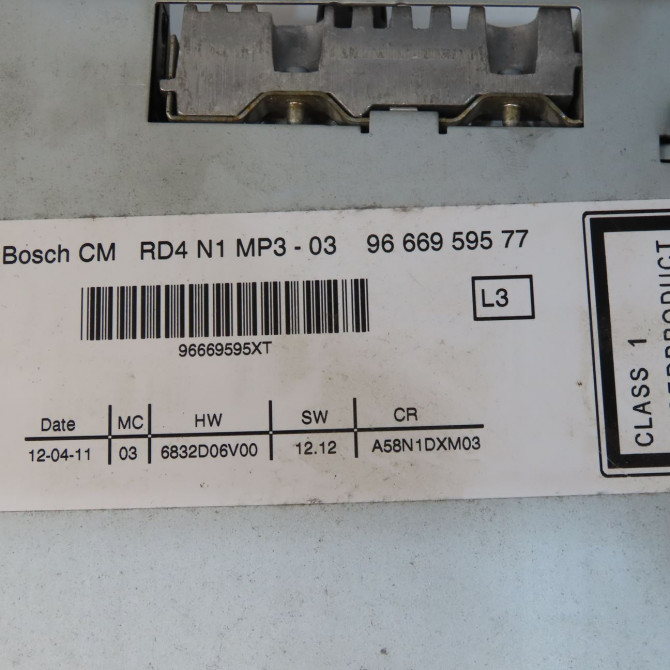 Bosch CM RD4 N1 MP3 - 03 96 669 595 77
L3
96669595XT
Date MC HW SW CR
12-04-11 03 6832D06V00 12.12 A58N1DXM03
CLASS 1